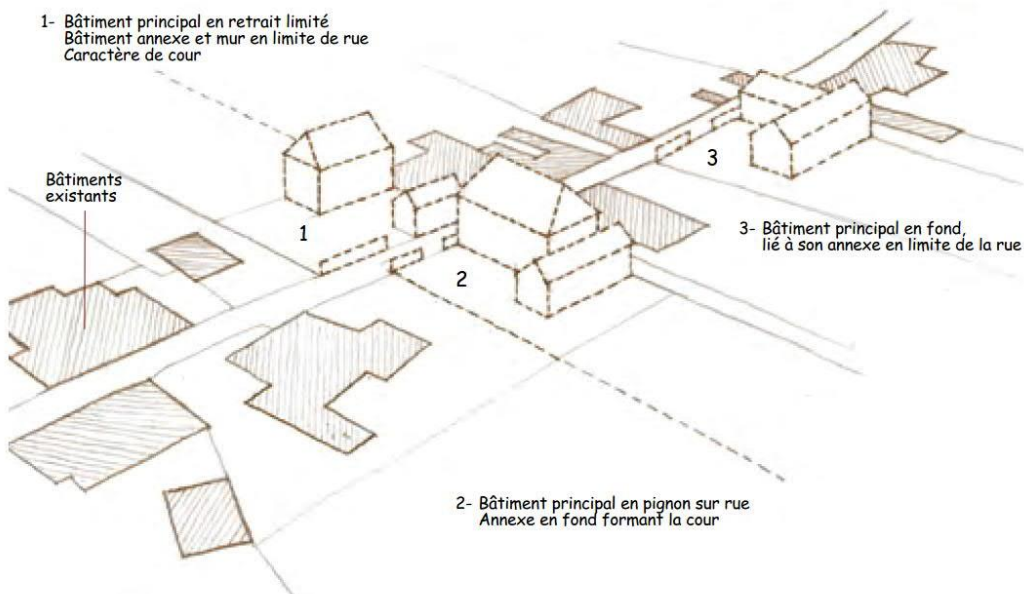 1- Bâtiment principal en retrait limité
Bâtiment annexe et mur en limite de rue
Caractère de cour
Bâtiments
existants
1
2
3
3- Bâtiment principal en fond,
lié à son annexe en limite de la rue
2- Bâtiment principal en pignon sur rue
Annexe en fond formant la cour